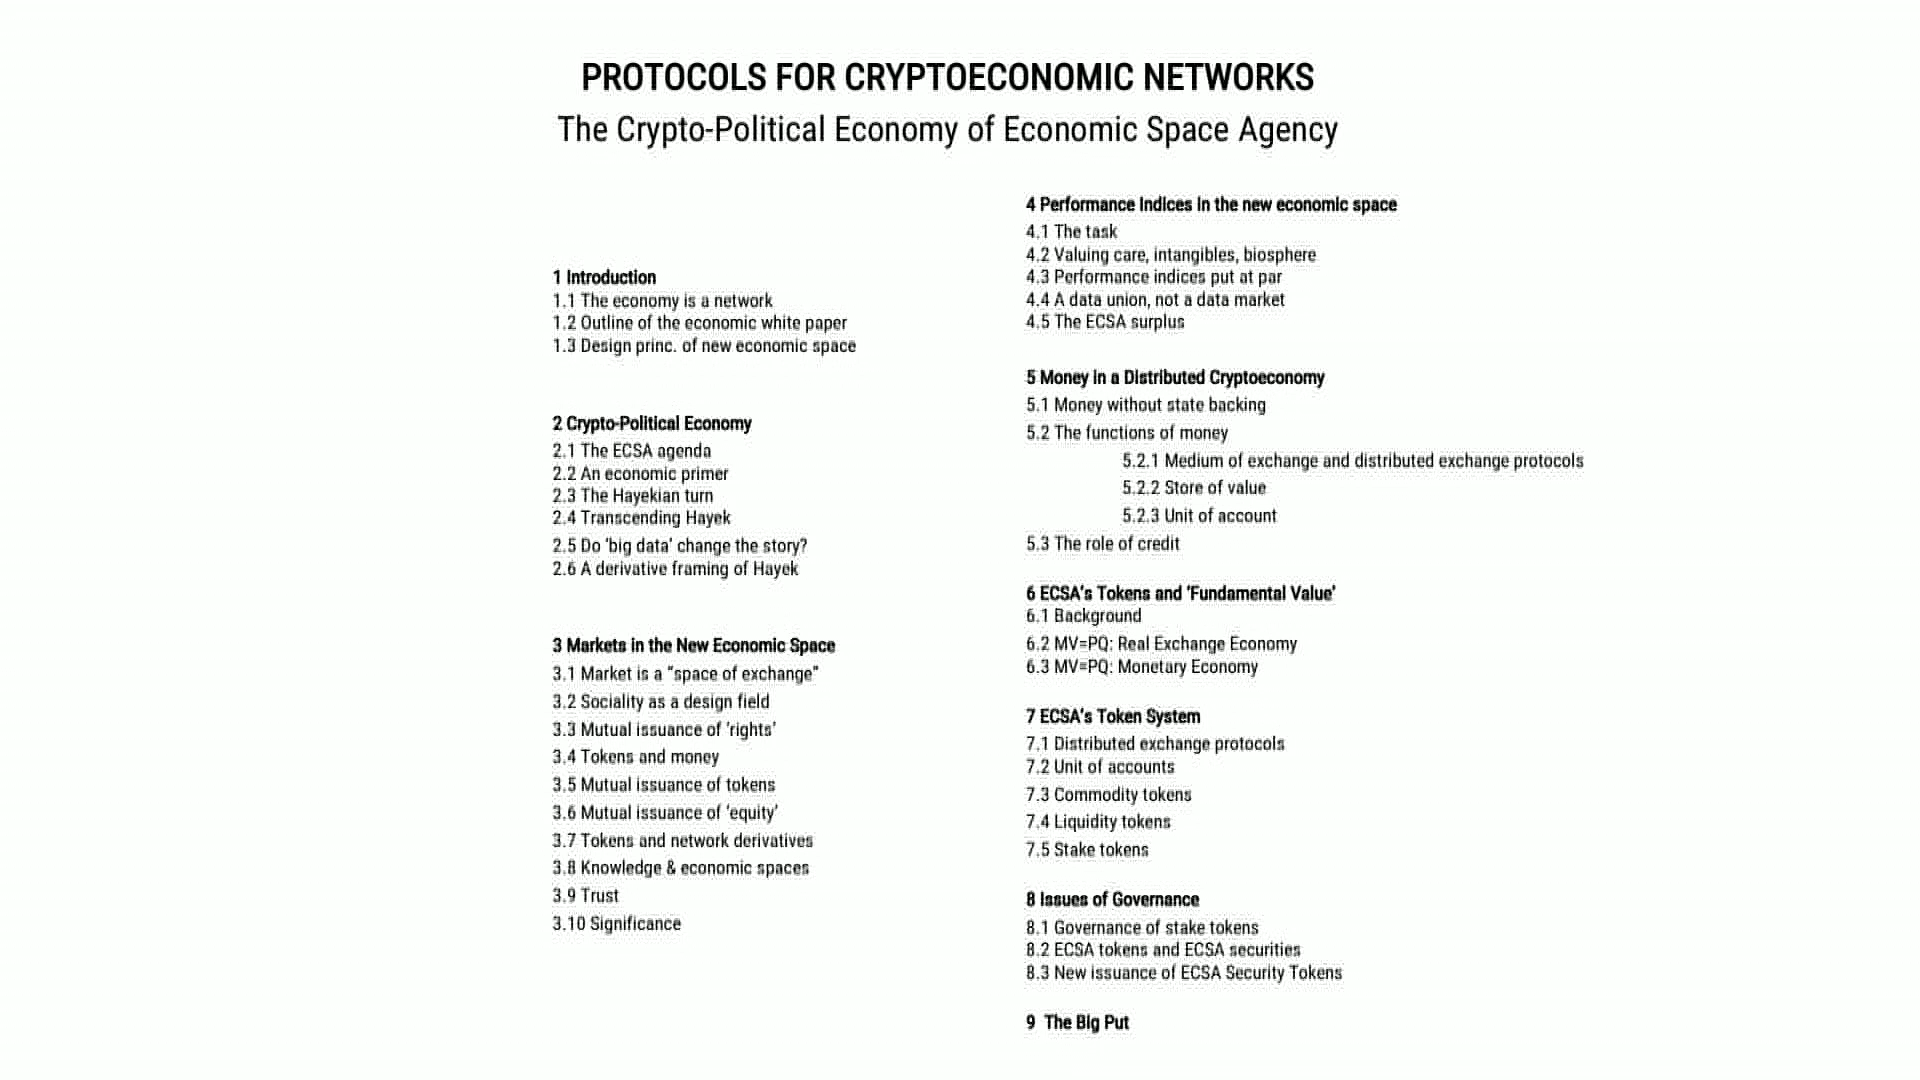 PROTOCOLS FOR CRYPTOECONOMIC NETWORKS
The Crypto-Political Economy of Economic Space Agency
1 Introduction
1.1 The economy is a network
1.2 Outline of the economic white paper
1.3 Design princ. of new economic space
2 Crypto-Political Economy
2.1 The ECSA agenda
2.2 An economic primer
2.3 The Hayekian turn
2.4 Transcending Hayek
2.5 Do 'big data' change the story?
2.6 A derivative framing of Hayek
3 Markets in the New Economic Space
3.1 Market is a "space of exchange"
3.2 Sociality as a design field
3.3 Mutual issuance of 'rights'
3.4 Tokens and money
3.5 Mutual issuance of tokens
3.6 Mutual issuance of 'equity'
3.7 Tokens and network derivatives
3.8 Knowledge & economic spaces
3.9 Trust
3.10 Significance
4 Performance indices in the new economic space
4.1 The task
4.2 Valuing care, intangibles, biosphere
4.3 Performance indices put at par
4.4 A data union, not a data market
4.5 The ECSA surplus
5 Money in a Distributed Cryptoeconomy
5.1 Money without state backing
5.2 The functions of money
5.2.1 Medium of exchange and distributed exchange protocols
5.2.2 Store of value
5.2.3 Unit of account
5.3 The role of credit
6 ECSA's Tokens and 'Fundamental Value'
6.1 Background
6.2 MV=PQ: Real Exchange Economy
6.3 MV=PQ: Monetary Economy
7 ECSA's Token System
7.1 Distributed exchange protocols
7.2 Unit of accounts
7.3 Commodity tokens
7.4 Liquidity tokens
7.5 Stake tokens
8 Issues of Governance
8.1 Governance of stake tokens
8.2 ECSA tokens and ECSA securities
8.3 New issuance of ECSA Security Tokens
9 The Big Put